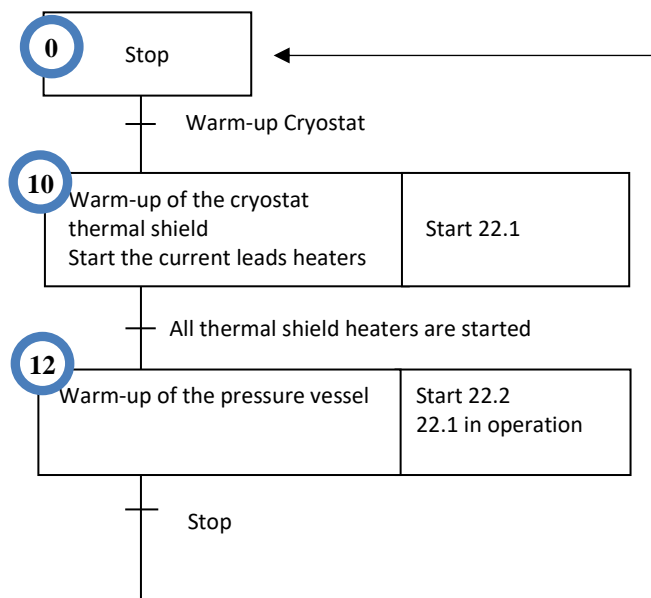 0
Stop
Warm-up Cryostat
10
Warm-up of the cryostat
thermal shield
Start the current leads heaters
Start 22.1
All thermal shield heaters are started
12
Warm-up of the pressure vessel
Start 22.2
22.1 in operation
Stop